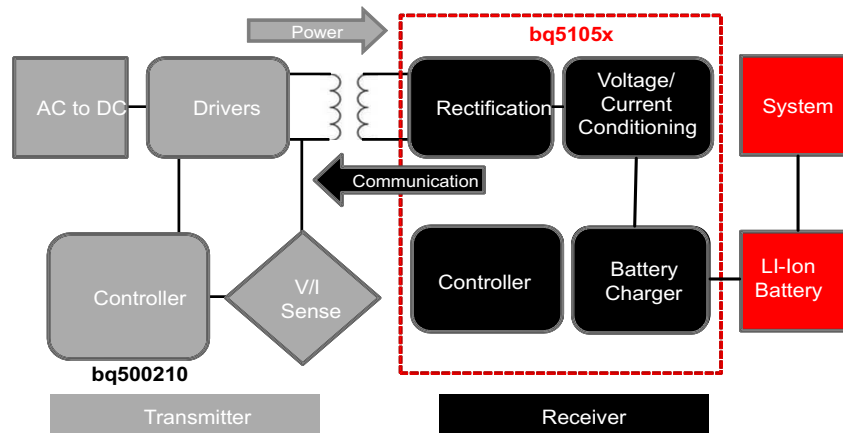 Power
bq5105x
AC to DC
Drivers
Rectification
Voltage/
Current
Conditioning
System
Communication
Controller
V/I
Sense
Controller
Battery
Charger
LI-Ion
Battery
bq500210
Transmitter
Receiver